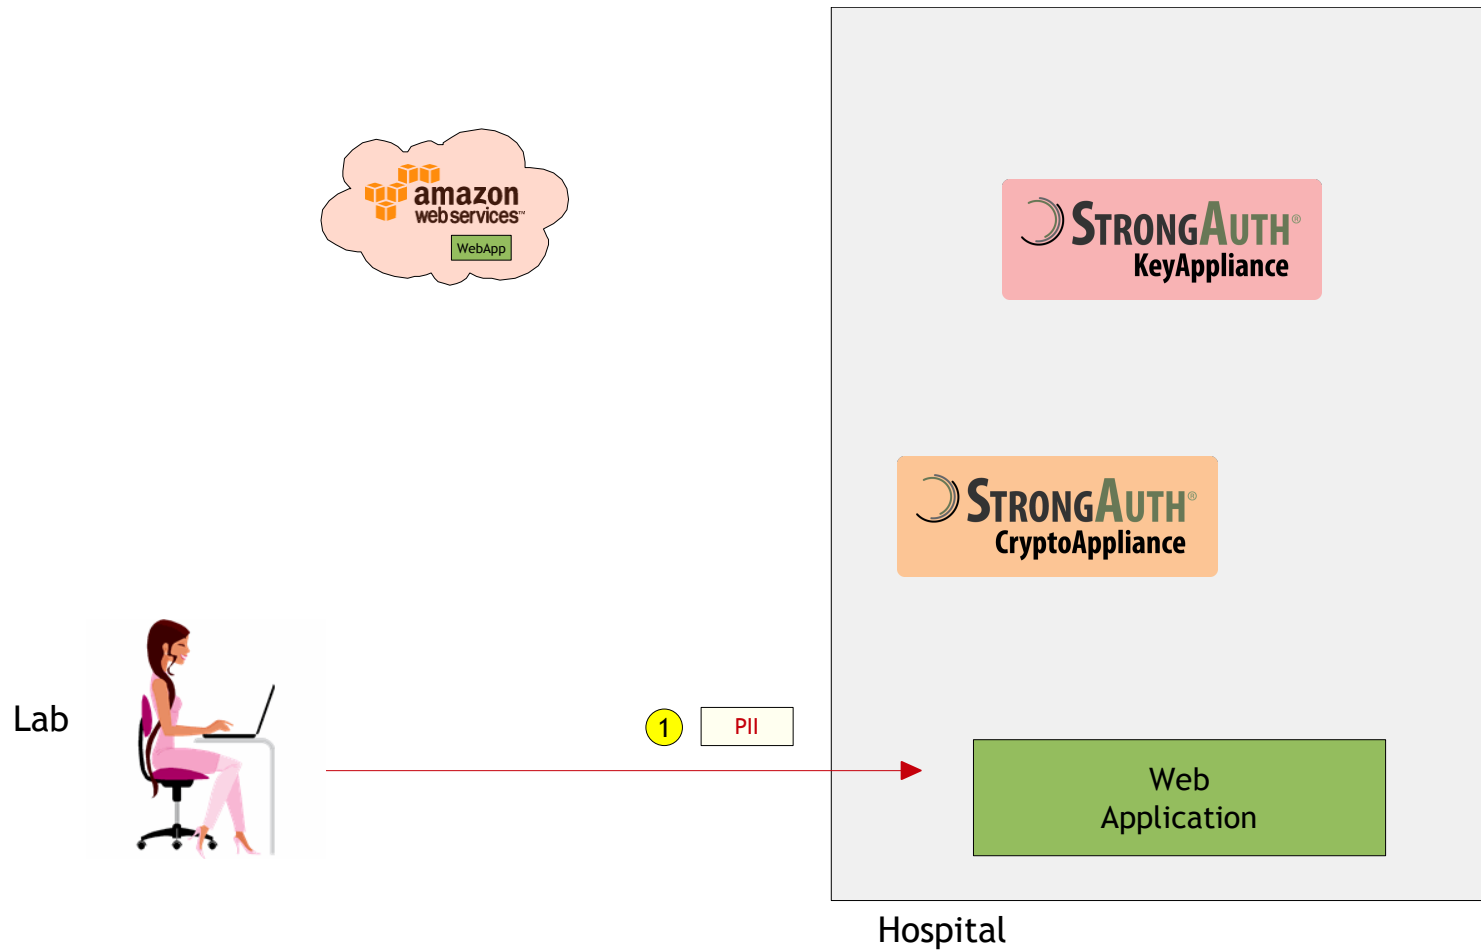 amazon
webservices™
WebApp
STRONGAUTH®
KeyAppliance
STRONGAUTH®
CryptoAppliance
Lab
1
PII
Web
Application
Hospital